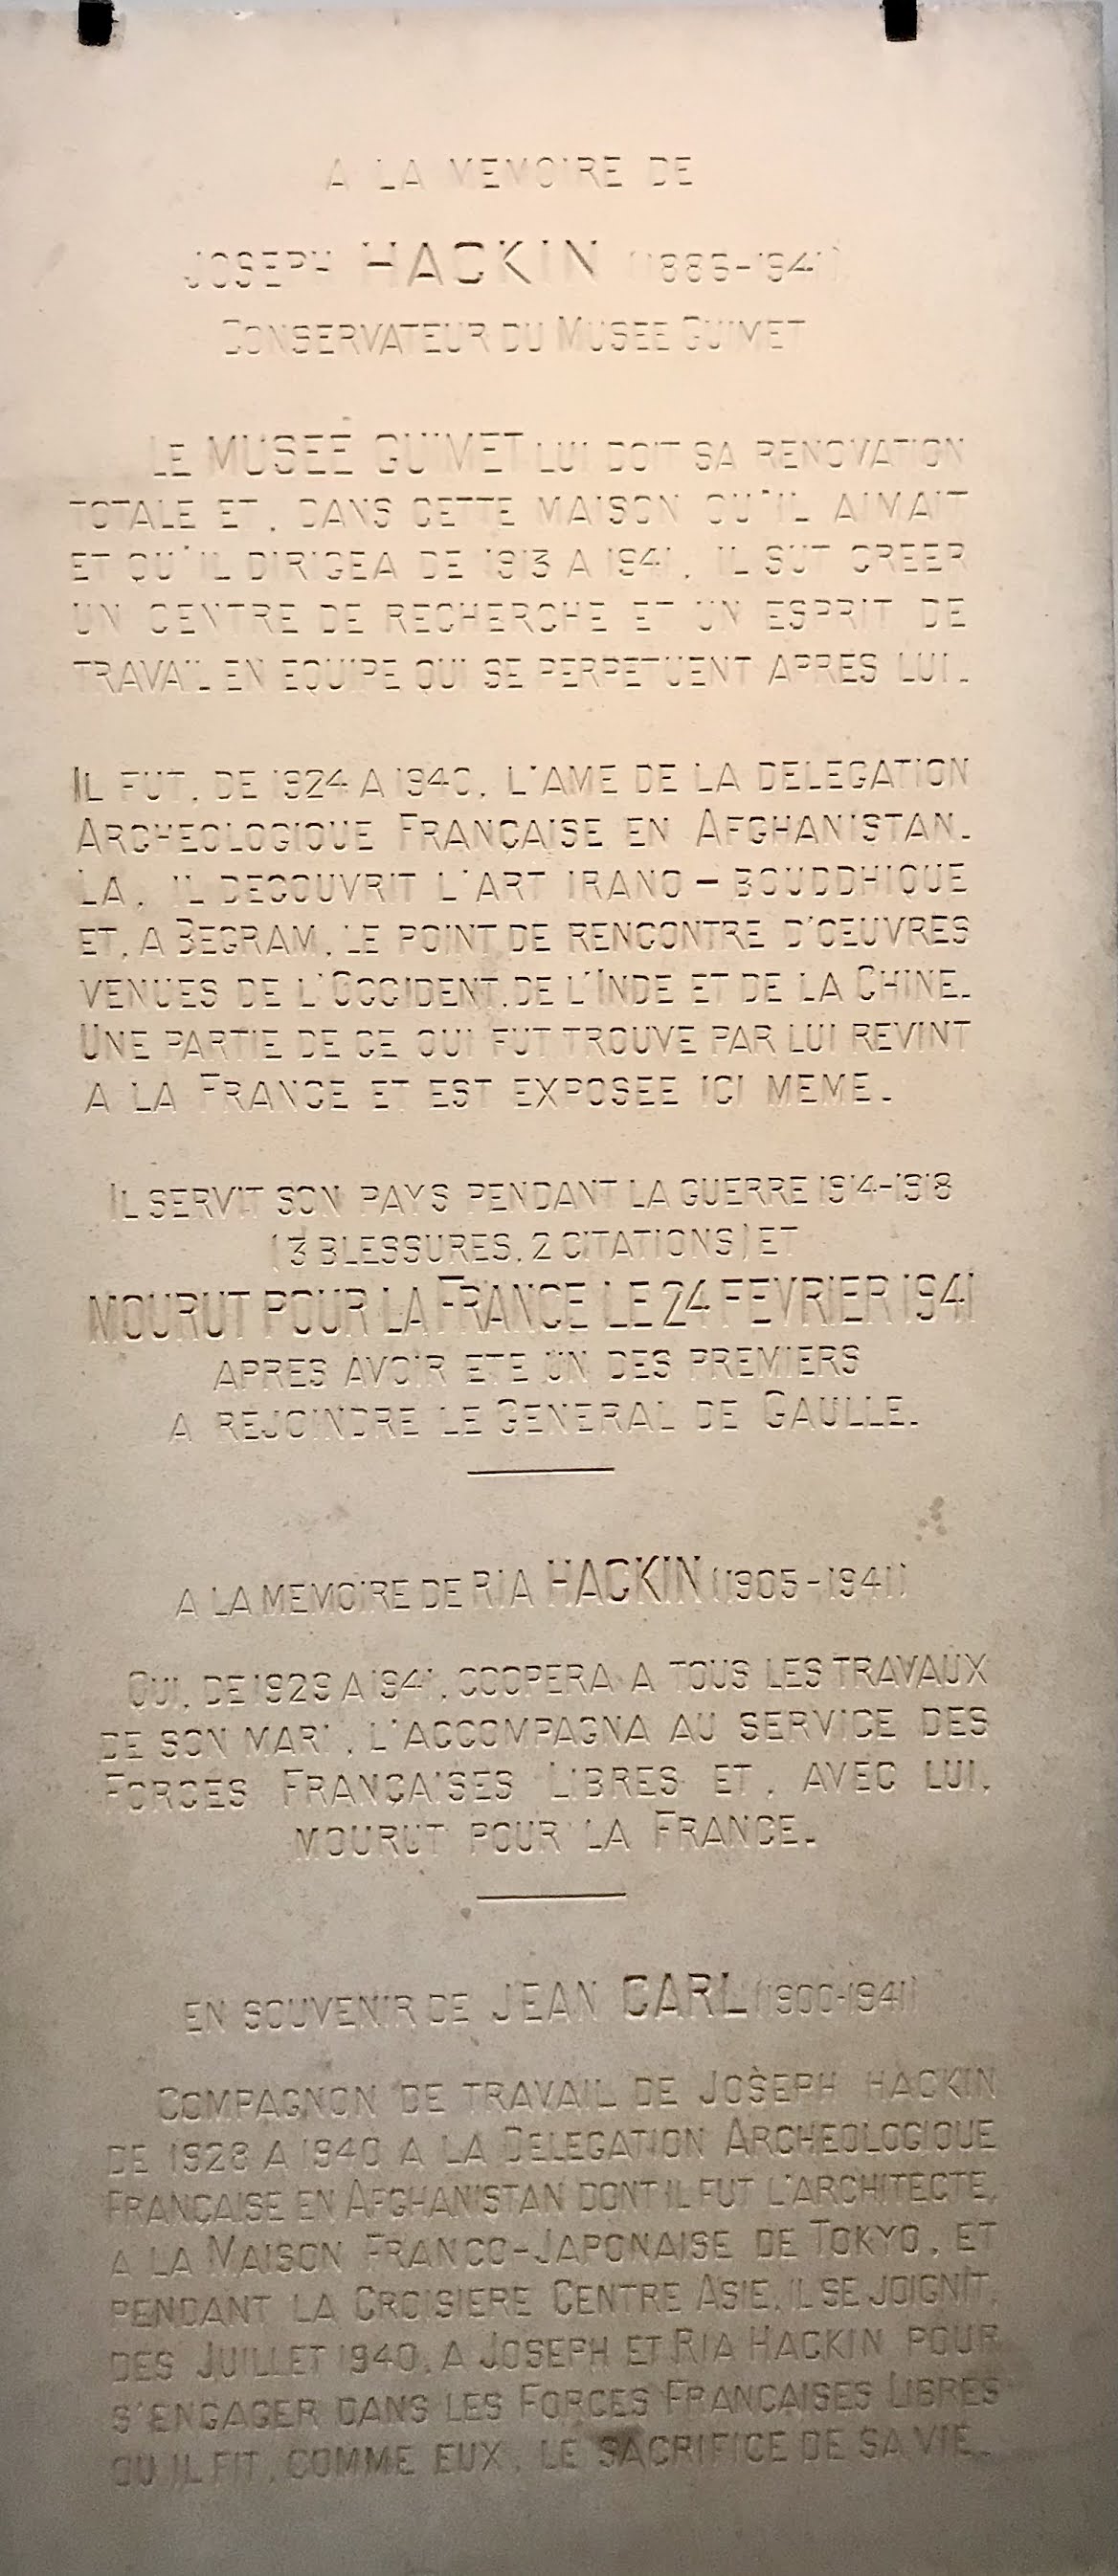 A LA MEMOIRE DE
JOSEPH HACKIN (1886-1941)
CONSERVATEUR DU MUSEE GUIMET
LE MUSEE GUIMET LUI DOIT SA RENOVATION
TOTALE ET, DANS CETTE MAISON QU'IL AIMAIT
ET QU'IL DIRIGEA DE 1913 A 1941, IL SUT CREER
UN CENTRE DE RECHERCHE ET UN ESPRIT DE
TRAVAIL EN EQUIPE QUI SE PERPETUENT APRES LUI.
IL FUT, DE 1924 A 1940, L'AME DE LA DELEGATION
ARCHEOLOGIQUE FRANÇAISE EN AFGHANISTAN.
LA, IL DECOUVRIT L'ART IRANO-BOUDDHIQUE
ET, A BEGRAM, LE POINT DE RENCONTRE D'ŒUVRES
VENUES DE L'OCCIDENT, DE L'INDE ET DE LA CHINE.
UNE PARTIE DE CE QUI FUT TROUVE PAR LUI REVINT
A LA FRANCE ET EST EXPOSEE ICI MEME.
IL SERVIT SON PAYS PENDANT LA GUERRE 1914-1918
(3 BLESSURES, 2 CITATIONS) ET
MOURUT POUR LA FRANCE LE 24 FEVRIER 1941
APRES AVOIR ETE UN DES PREMIERS
A REJOINDRE LE GENERAL DE GAULLE.
A LA MEMOIRE DE RIA HACKIN (1905-1941)
QUI, DE 1929 A 1941, COOPERA A TOUS LES TRAVAUX
DE SON MARI, L'ACCOMPAGNA AU SERVICE DES
FORCES FRANÇAISES LIBRES ET, AVEC LUI,
MOURUT POUR LA FRANCE.
EN SOUVENIR DE JEAN CARL (1900-1941)
COMPAGNON DE TRAVAIL DE JOSEPH HACKIN
DE 1928 A 1940 A LA DELEGATION ARCHEOLOGIQUE
FRANÇAISE EN AFGHANISTAN DONT IL FUT L'ARCHITECTE,
A LA MAISON FRANCO-JAPONAISE DE TOKYO, ET
PENDANT LA CROISIERE CENTRE ASIE, IL SE JOIGNIT,
DES JUILLET 1940, A JOSEPH ET RIA HACKIN POUR
S'ENGAGER DANS LES FORCES FRANÇAISES LIBRES
OU IL FIT, COMME EUX, LE SACRIFICE DE SA VIE.